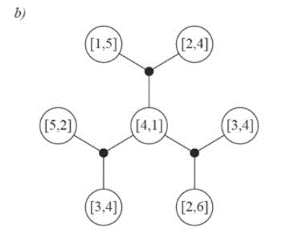 b)
[1,5] [2,4]
[5,2] [4,1] [3,4]
[3,4] [2,6]